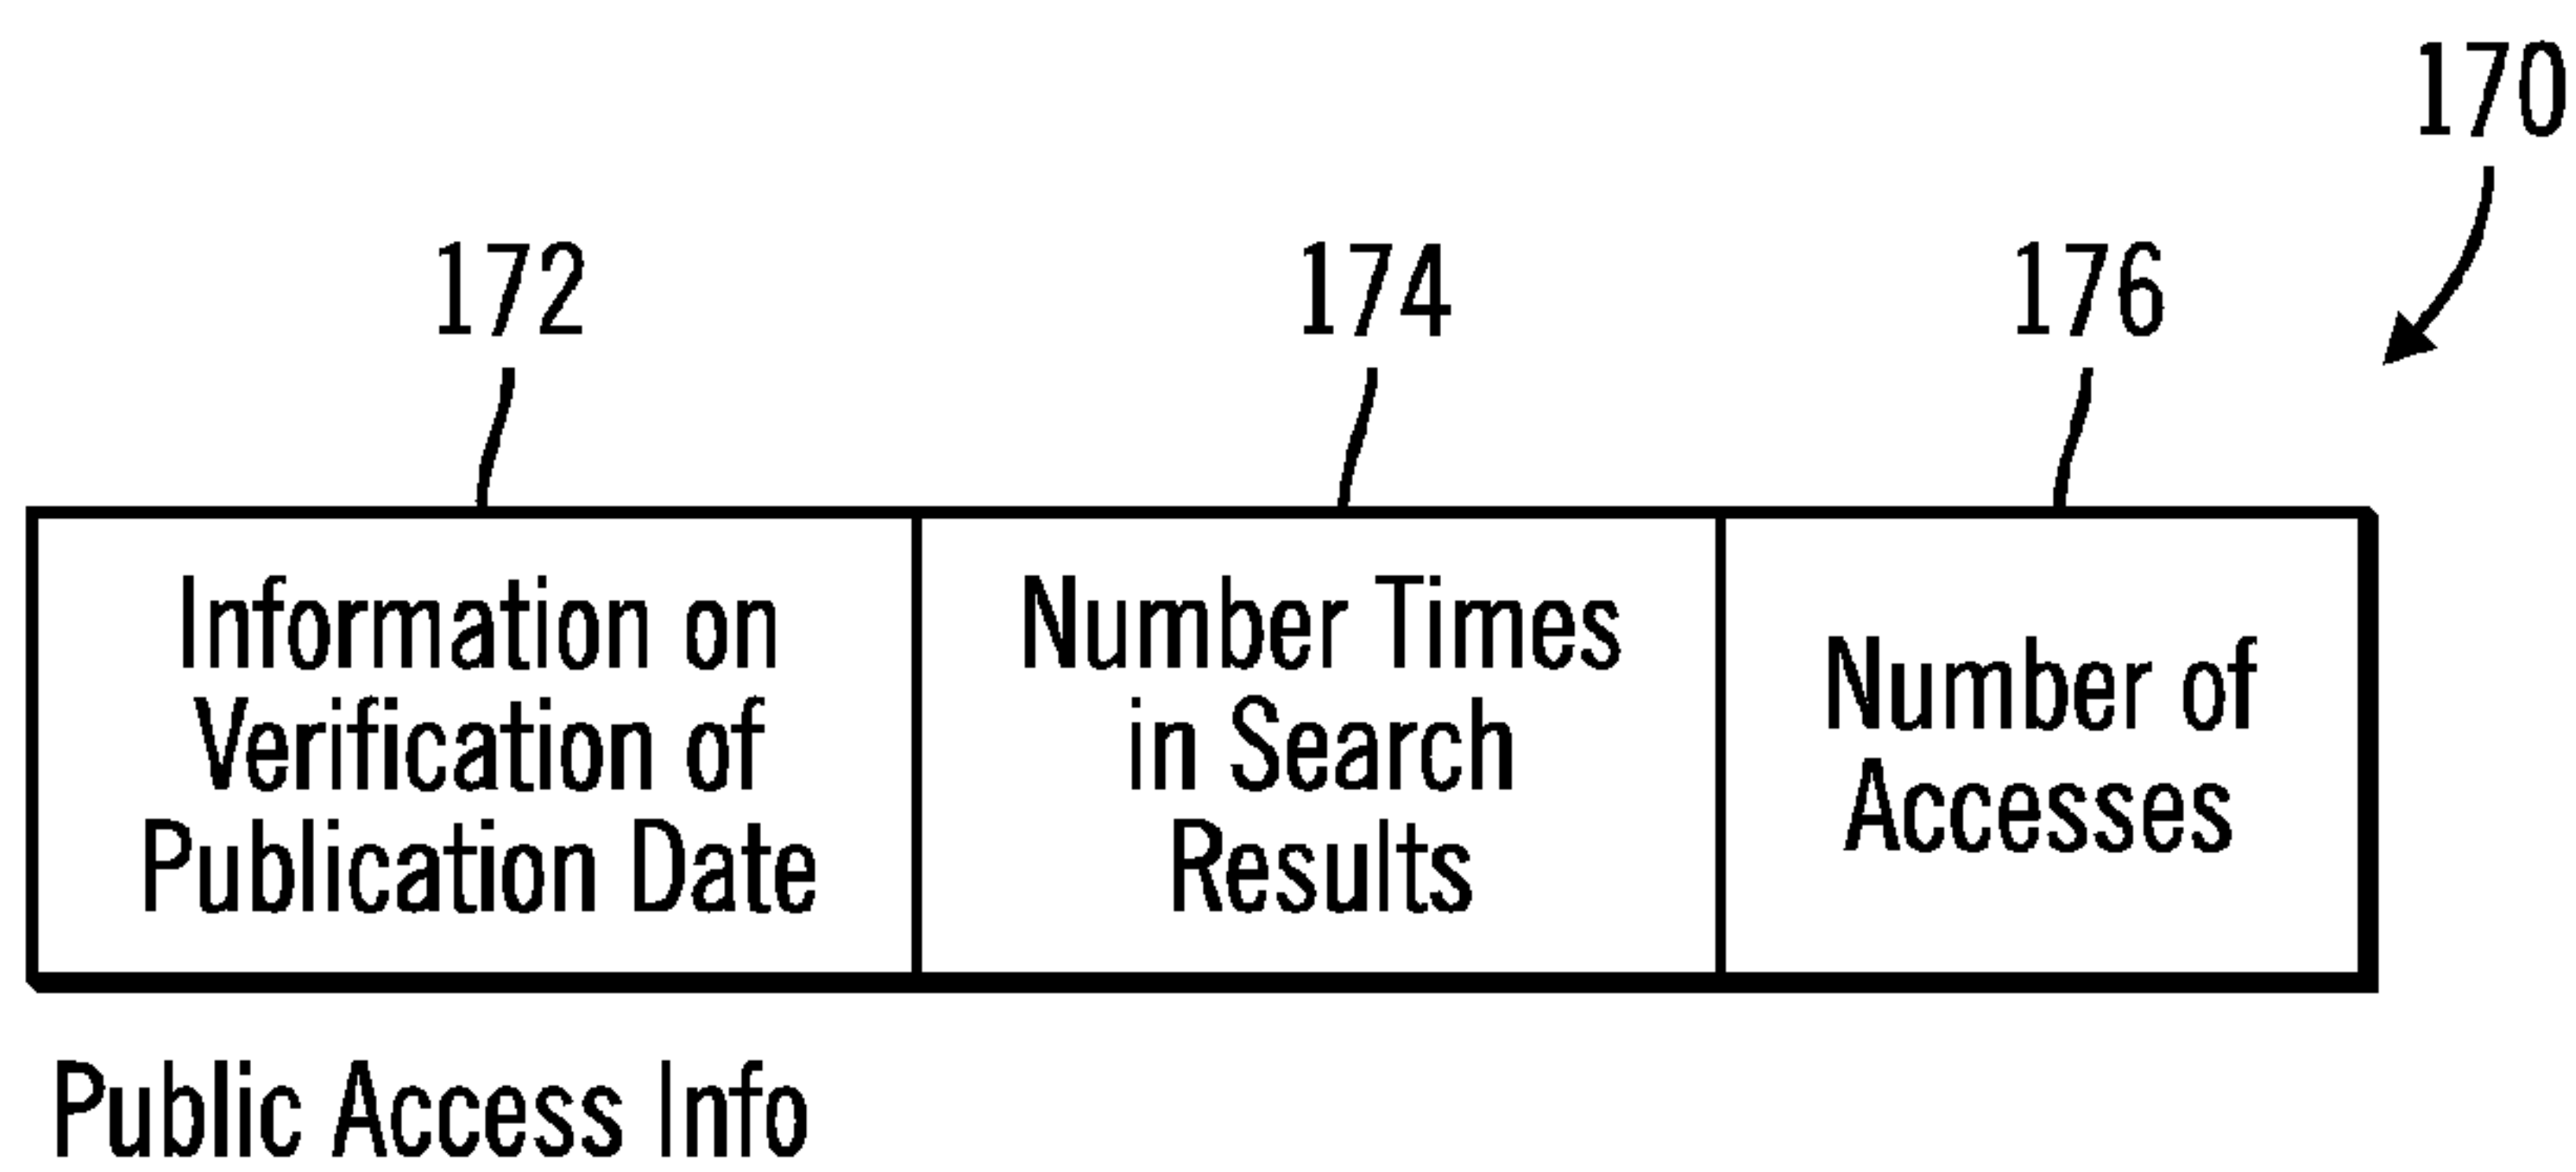 170
172
174
176
Information on
Verification of
Publication Date
Number Times
in Search
Results
Number of
Accesses
Public Access Info